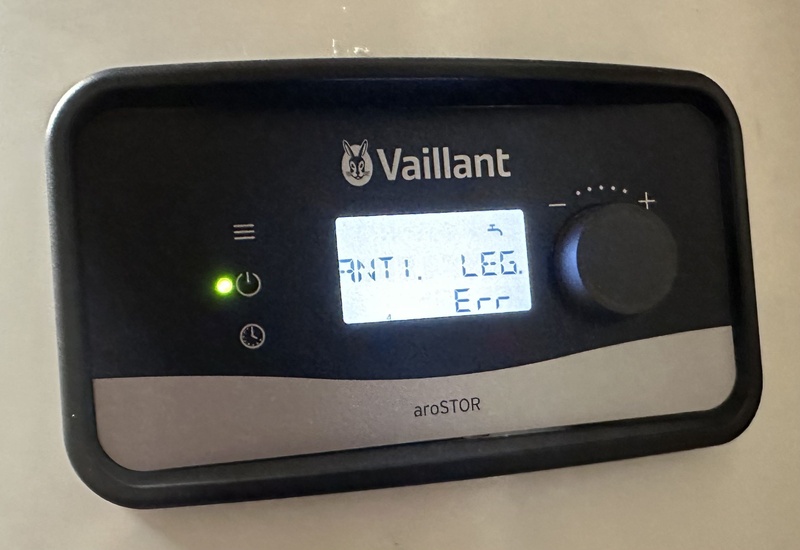 Vaillant
− +
ANTI. LEG.
Err
aroSTOR